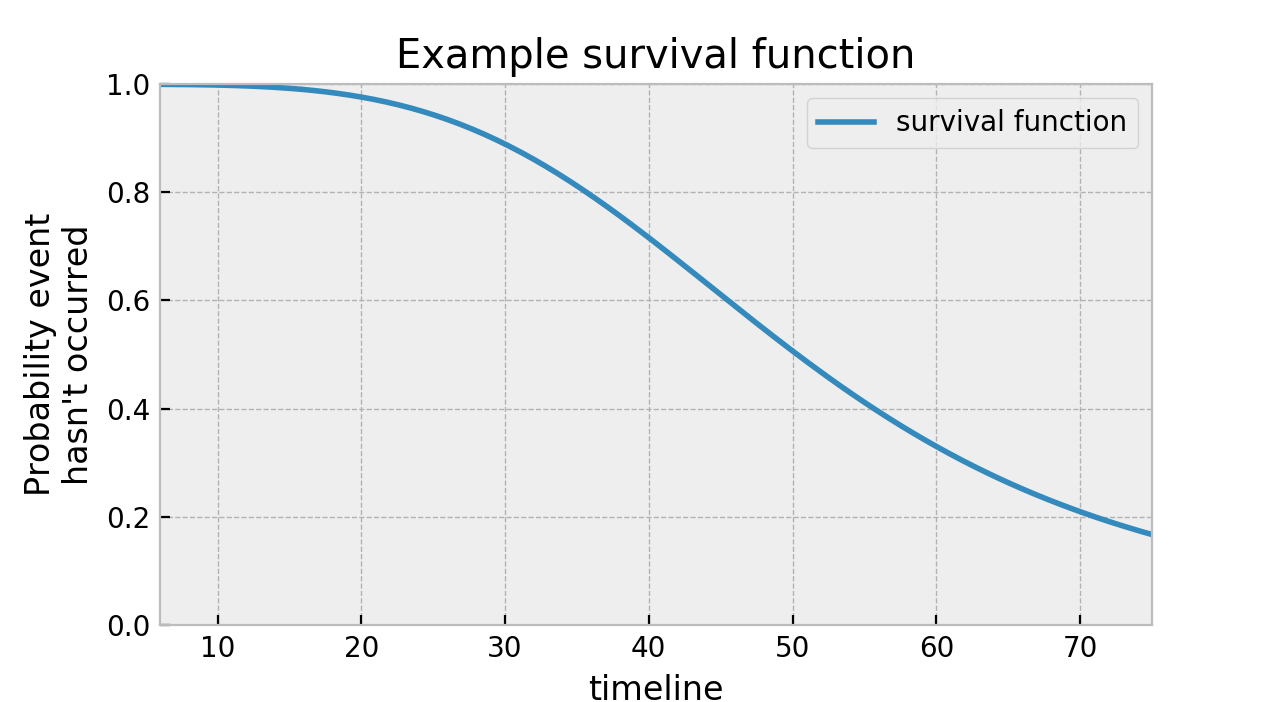 Example survival function
survival function
Probability event
hasn't occurred
1.0
0.8
0.6
0.4
0.2
0.0
10 20 30 40 50 60 70
timeline